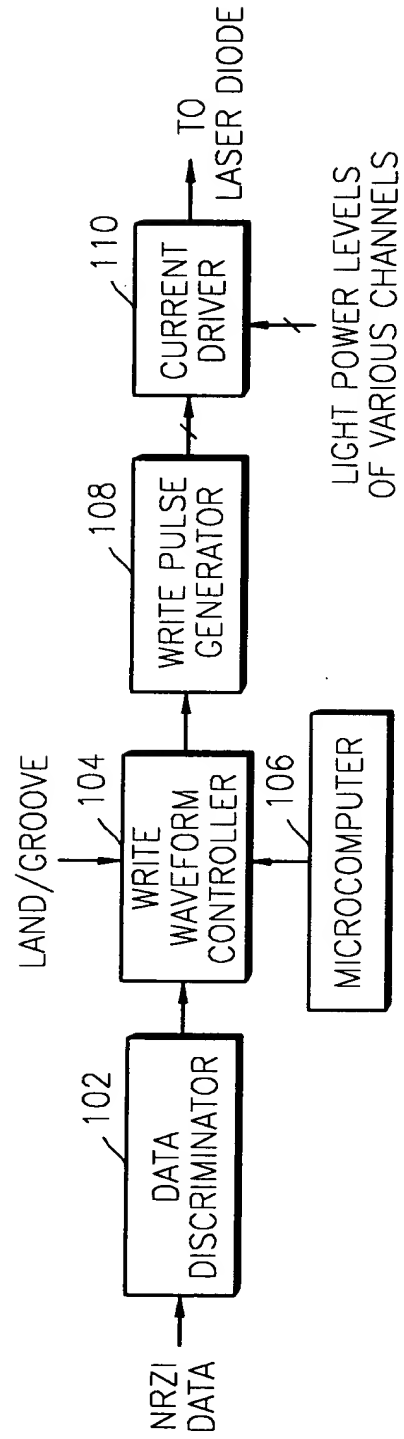 NRZI
DATA
102
DATA
DISCRIMINATOR
LAND/GROOVE
104
WRITE
WAVEFORM
CONTROLLER
106
MICROCOMPUTER
108
WRITE PULSE
GENERATOR
110
CURRENT
DRIVER
TO
LASER DIODE
LIGHT POWER LEVELS
OF VARIOUS CHANNELS